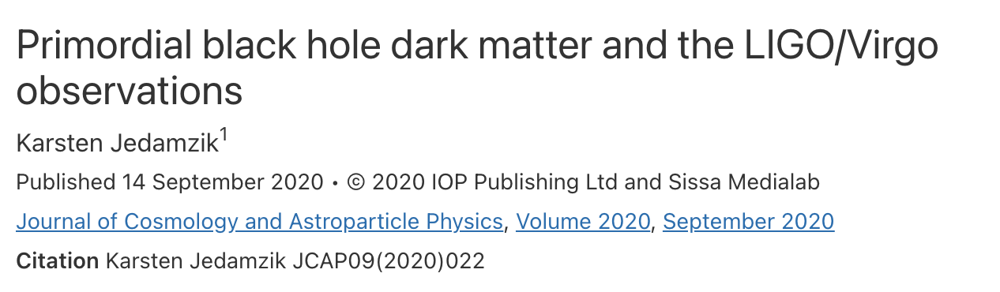 Primordial black hole dark matter and the LIGO/Virgo
observations
Karsten Jedamzik1
Published 14 September 2020 • © 2020 IOP Publishing Ltd and Sissa Medialab
Journal of Cosmology and Astroparticle Physics, Volume 2020, September 2020
Citation Karsten Jedamzik JCAP09(2020)022